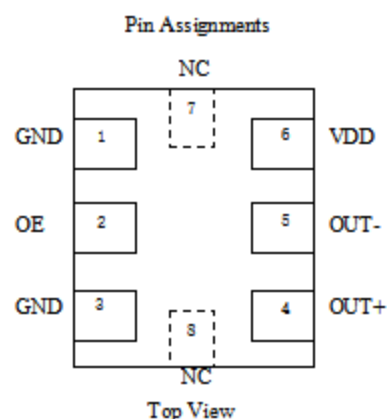 Pin Assignments
NC
7
GND 1 6 VDD
OE 2 5 OUT-
GND 3 4 OUT+
8
NC
Top View